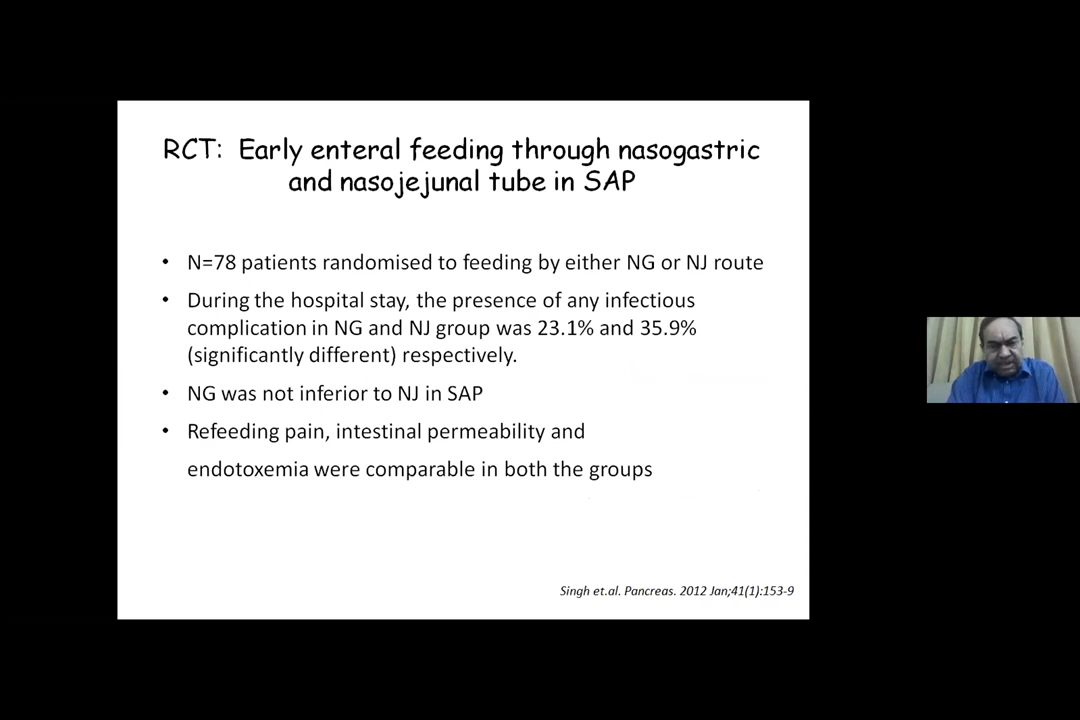 RCT: Early enteral feeding through nasogastric
and nasojejunal tube in SAP
• N=78 patients randomised to feeding by either NG or NJ route
• During the hospital stay, the presence of any infectious
complication in NG and NJ group was 23.1% and 35.9%
(significantly different) respectively.
• NG was not inferior to NJ in SAP
• Refeeding pain, intestinal permeability and
endotoxemia were comparable in both the groups
Singh et.al. Pancreas. 2012 Jan;41(1):153-9